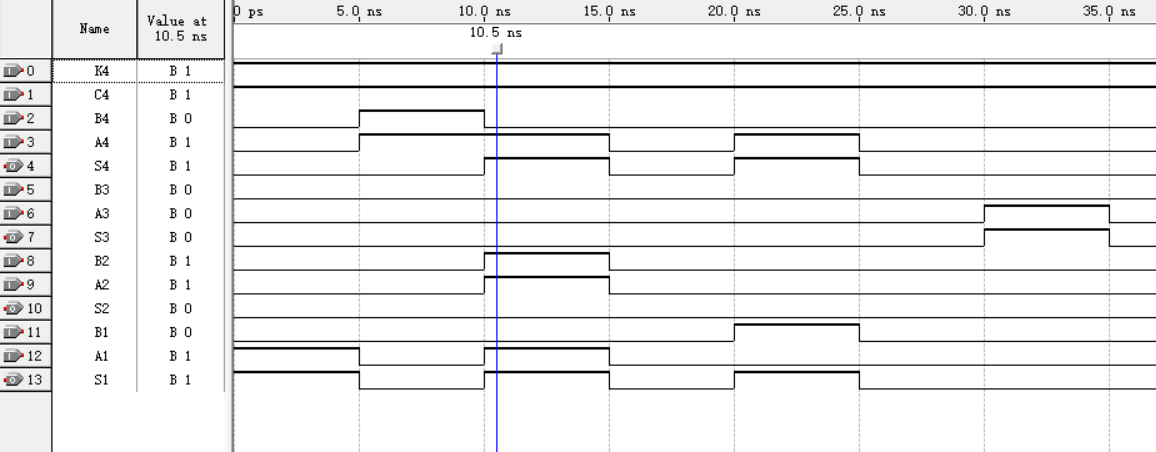 0 ps 5.0 ns 10.0 ns 15.0 ns 20.0 ns 25.0 ns 30.0 ns 35.0 ns
Name Value at 10.5 ns
10.5 ns
0 K4 B 1
1 C4 B 1
2 B4 B 0
3 A4 B 1
4 S4 B 1
5 B3 B 0
6 A3 B 0
7 S3 B 0
8 B2 B 1
9 A2 B 1
10 S2 B 0
11 B1 B 0
12 A1 B 1
13 S1 B 1